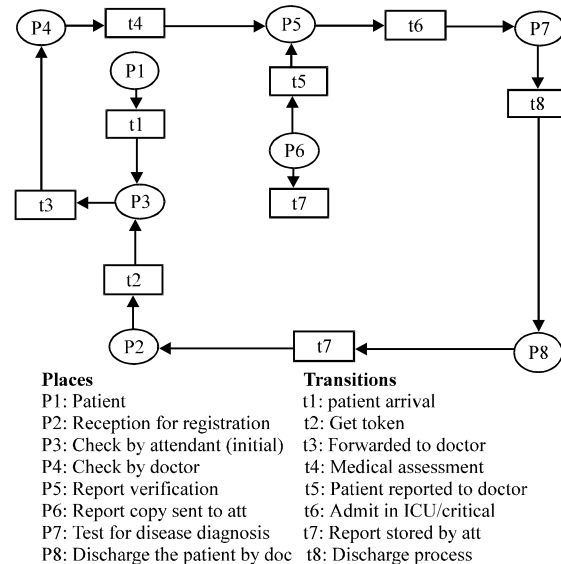 P4
t4
P5
t6
P7
P1
t5
t8
t1
P6
t3
P3
t7
t2
P2
t7
P8
Places
P1: Patient
P2: Reception for registration
P3: Check by attendant (initial)
P4: Check by doctor
P5: Report verification
P6: Report copy sent to att
P7: Test for disease diagnosis
P8: Discharge the patient by doc
Transitions
t1: patient arrival
t2: Get token
t3: Forwarded to doctor
t4: Medical assessment
t5: Patient reported to doctor
t6: Admit in ICU/critical
t7: Report stored by att
t8: Discharge process